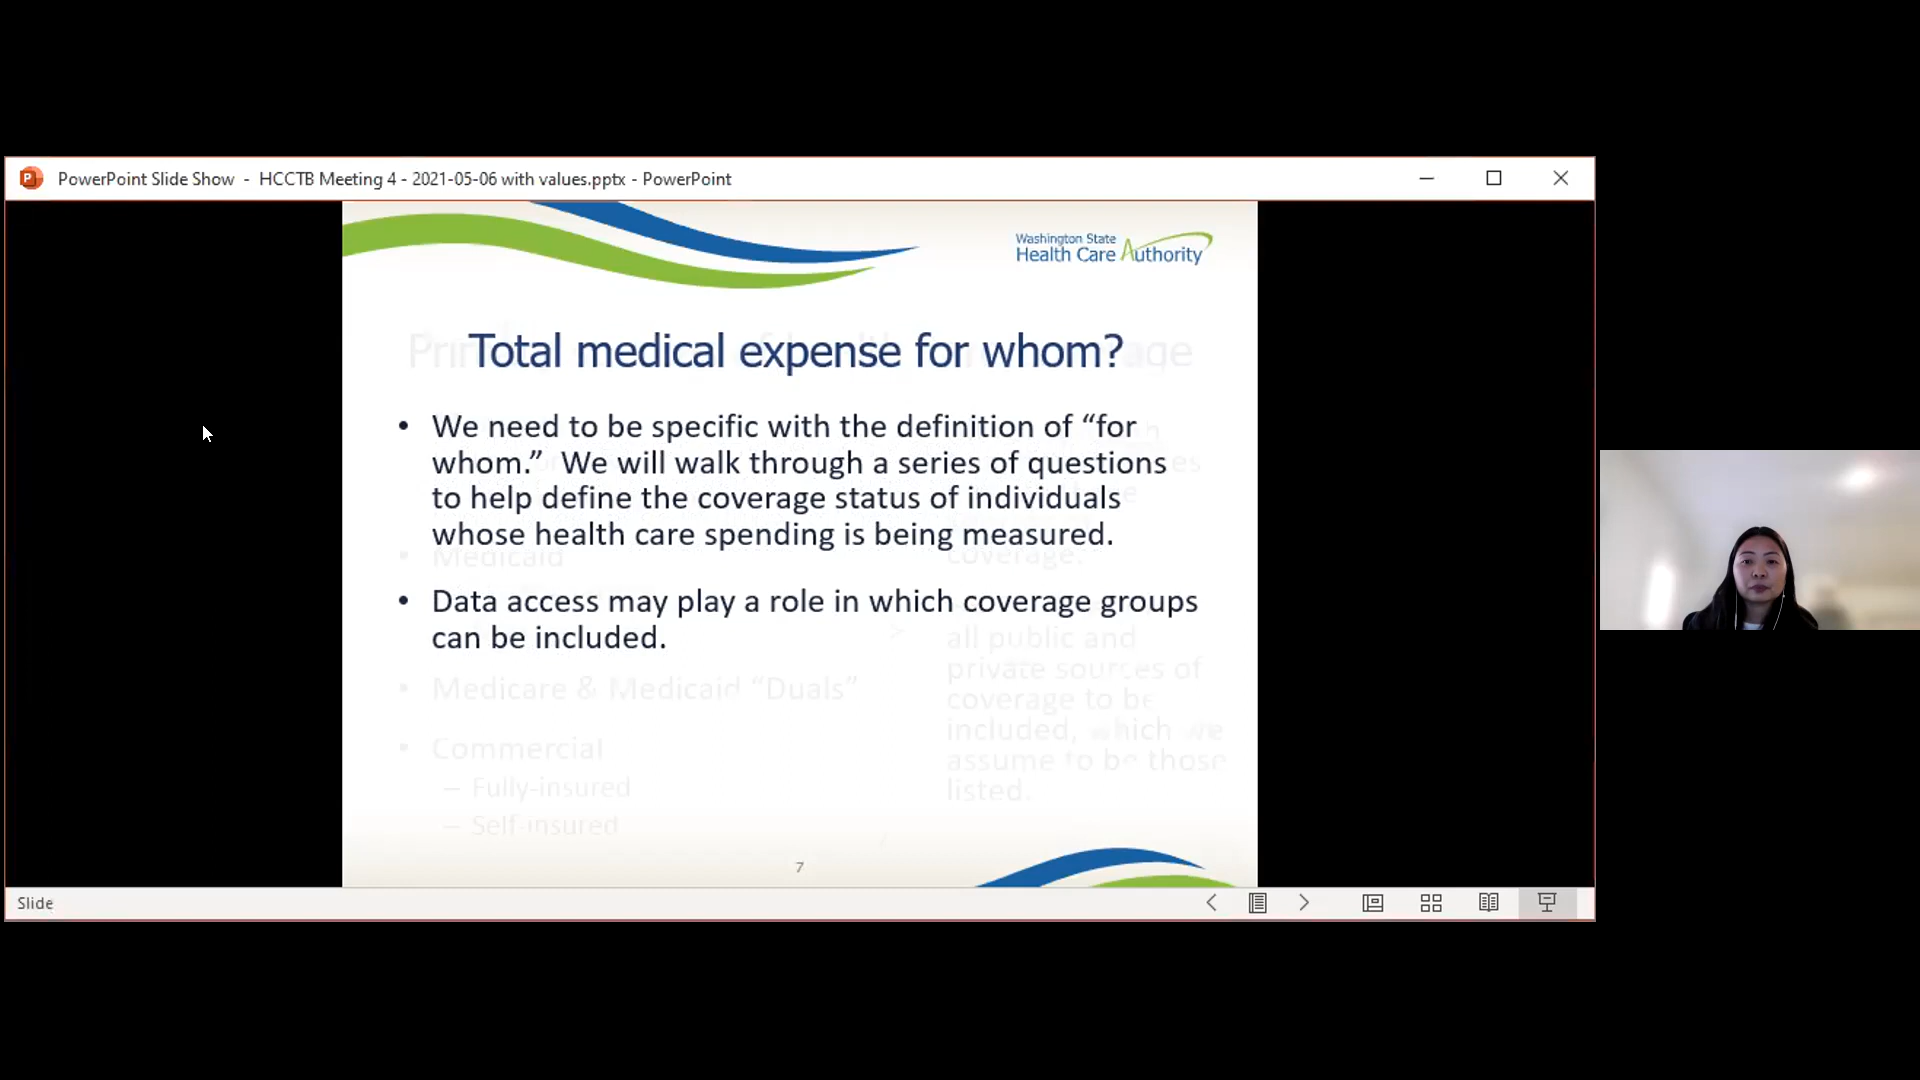 PowerPoint Slide Show - HCCTB Meeting 4 - 2021-05-06 with values.pptx - PowerPoint
Washington State
Health Care Authority
Total medical expense for whom?
• We need to be specific with the definition of “for
whom.” We will walk through a series of questions
to help define the coverage status of individuals
whose health care spending is being measured.
• Data access may play a role in which coverage groups
can be included.
• Medicaid
• Medicare & Medicaid “Duals”
• Commercial
– Fully-insured
– Self-insured
coverage.
all public and
private sources of
coverage to be
included, which we
assume to be those
listed.
7
Slide